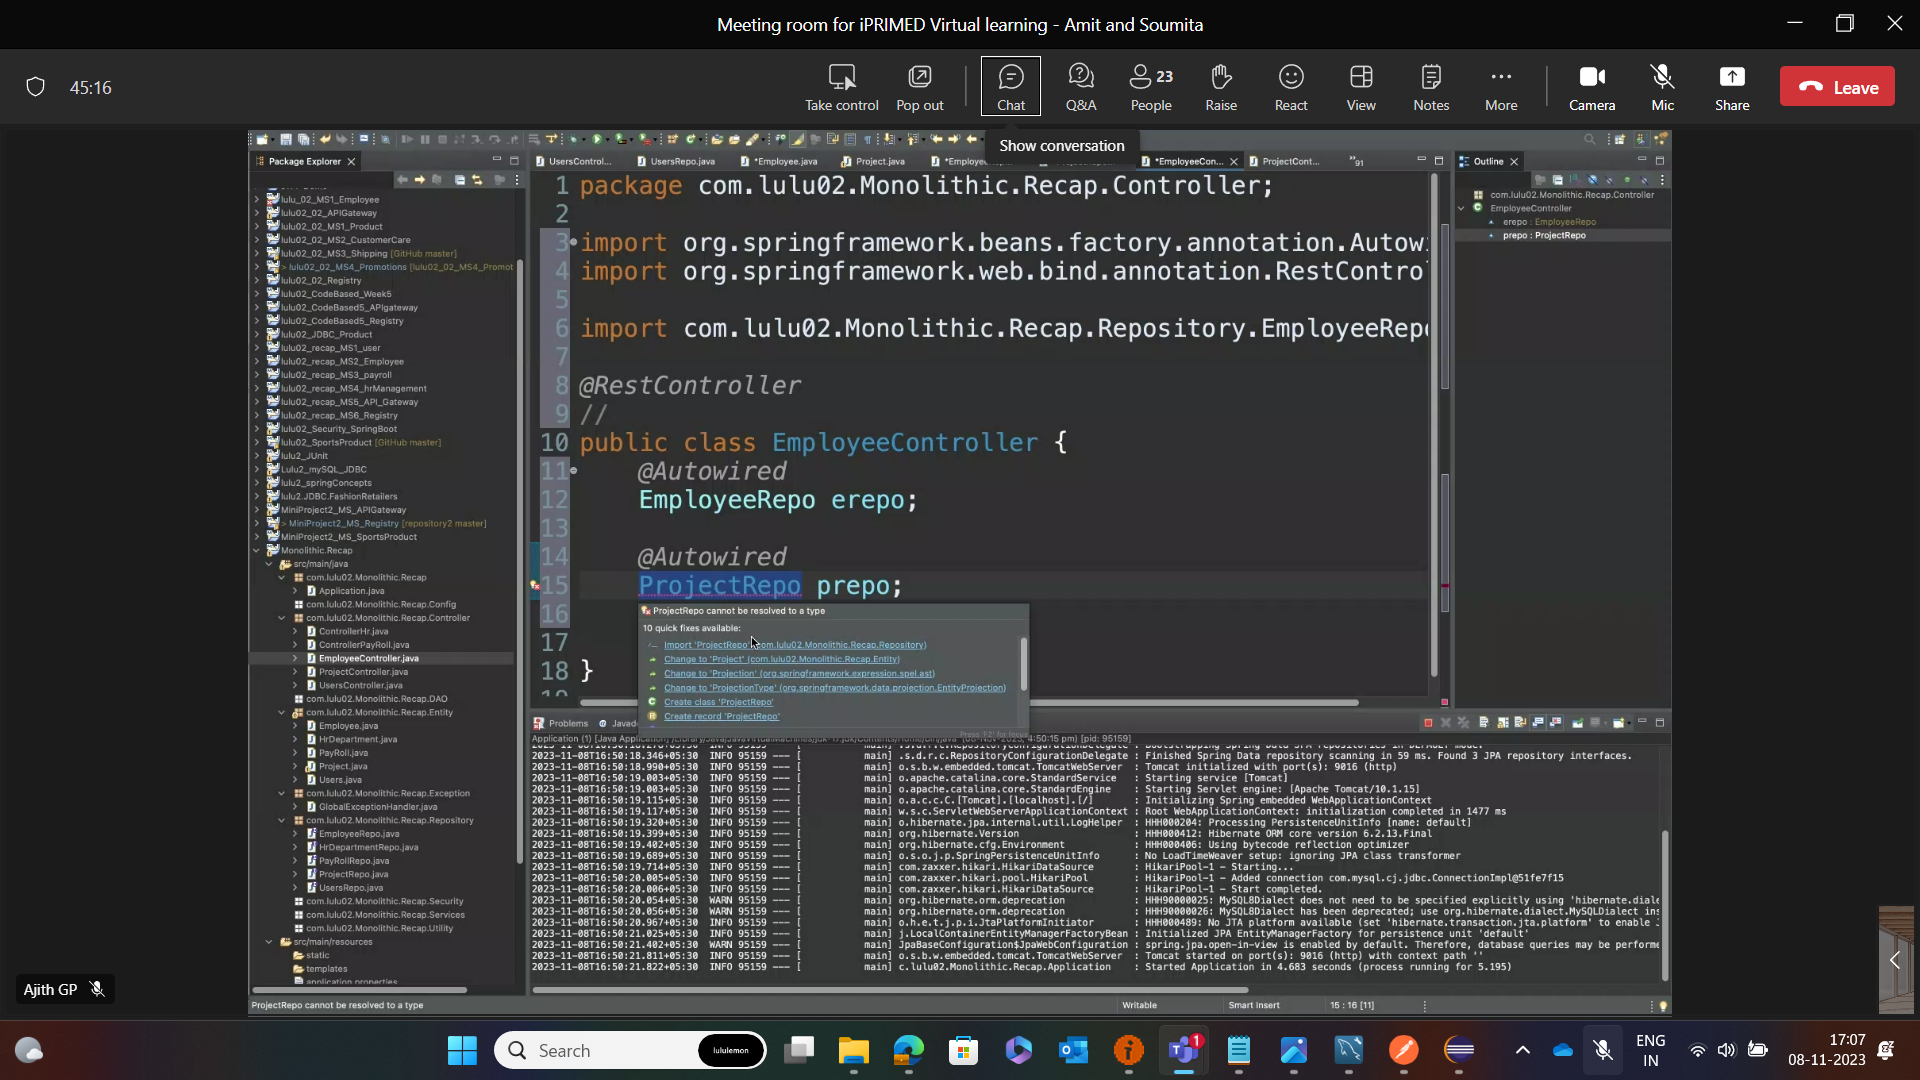 Meeting room for iPRIMED Virtual learning - Amit and Soumita
45:16
Take control
Pop out
Chat
Q&A
23
People
Raise
React
View
Notes
More
Camera
Mic
Share
Leave
Show conversation
Package Explorer
UsersControl...
UsersRepo.java
*Employee.java
Project.java
*EmployeeCon...
ProjectCont...
91
Outline
lulu_02_MS1_Employee
lulu02_02_APIGateway
lulu02_02_MS1_Product
lulu02_02_MS2_CustomerCare
lulu02_02_MS3_Shipping [GitHub master]
> lulu02_02_MS4_Promotions [lulu02_02_MS4_Promot
lulu02_02_Registry
lulu02_CodeBased_Week5
lulu02_CodeBased5_APIgateway
lulu02_CodeBased5_Registry
lulu02_JDBC_Product
lulu02_recap_MS1_user
lulu02_recap_MS2_Employee
lulu02_recap_MS3_payroll
lulu02_recap_MS4_hrManagement
lulu02_recap_MS5_API_Gateway
lulu02_recap_MS6_Registry
lulu02_Security_SpringBoot
lulu02_SportsProduct [GitHub master]
lulu2_JUnit
Lulu2_mySQL_JDBC
lulu2_springConcepts
lulu2.JDBC.FashionRetailers
MiniProject2_MS_APIGateway
> MiniProject2_MS_Registry [repository2 master]
MiniProject2_MS_SportsProduct
Monolithic.Recap
src/main/java
com.lulu02.Monolithic.Recap
Application.java
com.lulu02.Monolithic.Recap.Config
com.lulu02.Monolithic.Recap.Controller
ControllerHr.java
ControllerPayRoll.java
EmployeeController.java
ProjectController.java
UsersController.java
com.lulu02.Monolithic.Recap.DAO
com.lulu02.Monolithic.Recap.Entity
Employee.java
HrDepartment.java
PayRoll.java
Project.java
Users.java
com.lulu02.Monolithic.Recap.Exception
GlobalExceptionHandler.java
com.lulu02.Monolithic.Recap.Repository
EmployeeRepo.java
HrDepartmentRepo.java
PayRollRepo.java
ProjectRepo.java
UsersRepo.java
com.lulu02.Monolithic.Recap.Security
com.lulu02.Monolithic.Recap.Services
com.lulu02.Monolithic.Recap.Utility
src/main/resources
static
templates
application.properties
1 package com.lulu02.Monolithic.Recap.Controller;
2
3 import org.springframework.beans.factory.annotation.Autow
4 import org.springframework.web.bind.annotation.RestContro
5
6 import com.lulu02.Monolithic.Recap.Repository.EmployeeRep
7
8 @RestController
9 //
10 public class EmployeeController {
11 @Autowired
12 EmployeeRepo erepo;
13
14 @Autowired
15 ProjectRepo prepo;
16
17
18 }
ProjectRepo cannot be resolved to a type
10 quick fixes available:
Import 'ProjectRepo' (com.lulu02.Monolithic.Recap.Repository)
Change to 'Project' (com.lulu02.Monolithic.Recap.Entity)
Change to 'Projection' (org.springframework.expression.spel.ast)
Change to 'ProjectionType' (org.springframework.data.projection.EntityProjection)
Create class 'ProjectRepo'
Create record 'ProjectRepo'
Press 'F2' for focus
com.lulu02.Monolithic.Recap.Controller
EmployeeController
erepo : EmployeeRepo
prepo : ProjectRepo
Problems
2023-11-08T16:50:18.346+05:30 INFO 95159 --- [ main] .s.d.r.c.RepositoryConfigurationDelegate : Finished Spring Data repository scanning in 59 ms. Found 3 JPA repository interfaces.
2023-11-08T16:50:18.990+05:30 INFO 95159 --- [ main] o.s.b.w.embedded.tomcat.TomcatWebServer : Tomcat initialized with port(s): 9016 (http)
2023-11-08T16:50:19.003+05:30 INFO 95159 --- [ main] o.apache.catalina.core.StandardService : Starting service [Tomcat]
2023-11-08T16:50:19.003+05:30 INFO 95159 --- [ main] o.apache.catalina.core.StandardEngine : Starting Servlet engine: [Apache Tomcat/10.1.15]
2023-11-08T16:50:19.115+05:30 INFO 95159 --- [ main] o.a.c.c.C.[Tomcat].[localhost].[/] : Initializing Spring embedded WebApplicationContext
2023-11-08T16:50:19.117+05:30 INFO 95159 --- [ main] w.s.c.ServletWebServerApplicationContext : Root WebApplicationContext: initialization completed in 1477 ms
2023-11-08T16:50:19.320+05:30 INFO 95159 --- [ main] o.hibernate.jpa.internal.util.LogHelper : HHH000204: Processing PersistenceUnitInfo [name: default]
2023-11-08T16:50:19.399+05:30 INFO 95159 --- [ main] org.hibernate.Version : HHH000412: Hibernate ORM core version 6.2.13.Final
2023-11-08T16:50:19.402+05:30 INFO 95159 --- [ main] org.hibernate.cfg.Environment : HHH000406: Using bytecode reflection optimizer
2023-11-08T16:50:19.689+05:30 INFO 95159 --- [ main] o.s.o.j.p.SpringPersistenceUnitInfo : No LoadTimeWeaver setup: ignoring JPA class transformer
2023-11-08T16:50:19.714+05:30 INFO 95159 --- [ main] com.zaxxer.hikari.HikariDataSource : HikariPool-1 - Starting...
2023-11-08T16:50:20.005+05:30 INFO 95159 --- [ main] com.zaxxer.hikari.pool.HikariPool : HikariPool-1 - Added connection com.mysql.cj.jdbc.ConnectionImpl@51fe7f15
2023-11-08T16:50:20.006+05:30 INFO 95159 --- [ main] com.zaxxer.hikari.HikariDataSource : HikariPool-1 - Start completed.
2023-11-08T16:50:20.054+05:30 WARN 95159 --- [ main] org.hibernate.orm.deprecation : HHH90000025: MySQL8Dialect does not need to be specified explicitly using 'hibernate.diale
2023-11-08T16:50:20.056+05:30 WARN 95159 --- [ main] org.hibernate.orm.deprecation : HHH90000026: MySQL8Dialect has been deprecated; use org.hibernate.dialect.MySQLDialect ins
2023-11-08T16:50:20.967+05:30 INFO 95159 --- [ main] o.h.e.t.j.p.i.JtaPlatformInitiator : HHH000489: No JTA platform available (set 'hibernate.transaction.jta.platform' to enable
2023-11-08T16:50:21.025+05:30 INFO 95159 --- [ main] j.LocalContainerEntityManagerFactoryBean : Initialized JPA EntityManagerFactory for persistence unit 'default'
2023-11-08T16:50:21.402+05:30 WARN 95159 --- [ main] JpaBaseConfiguration$JpaWebConfiguration : spring.jpa.open-in-view is enabled by default. Therefore, database queries may be performe
2023-11-08T16:50:21.811+05:30 INFO 95159 --- [ main] o.s.b.w.embedded.tomcat.TomcatWebServer : Tomcat started on port(s): 9016 (http) with context path ''
2023-11-08T16:50:21.822+05:30 INFO 95159 --- [ main] c.lulu02.Monolithic.Recap.Application : Started Application in 4.683 seconds (process running for 5.195)
Ajith GP
ProjectRepo cannot be resolved to a type
Writable
Smart Insert
15 : 16 [11]
Search
lululemon
1
ENG
IN
17:07
08-11-2023